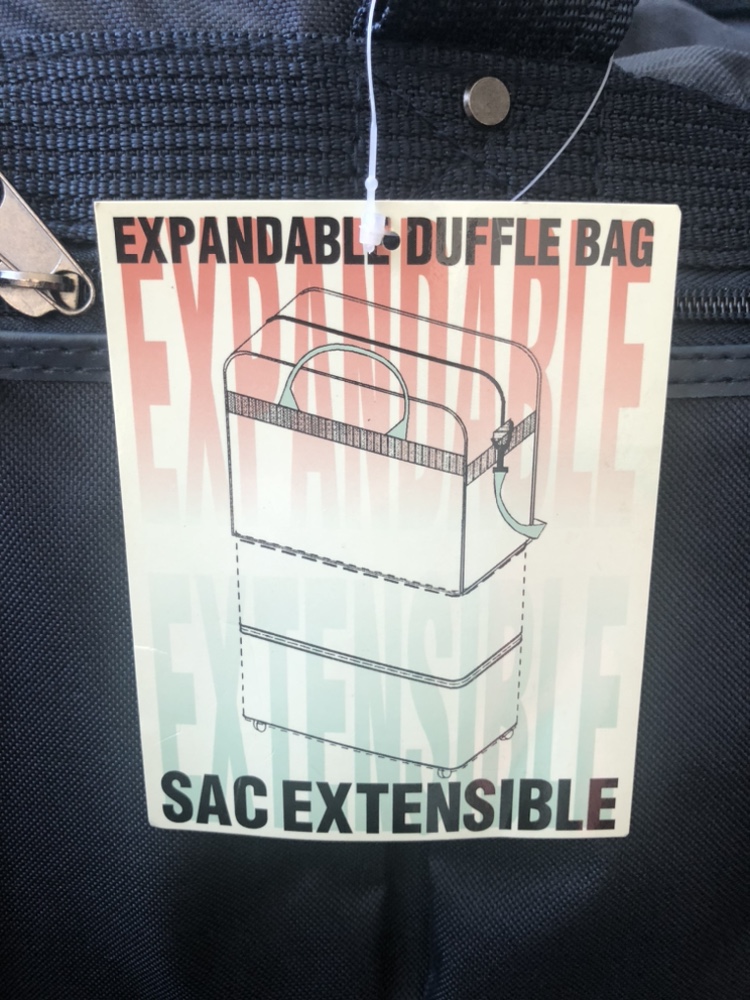 EXPANDABLE DUFFLE BAG
EXPANDABLE
EXTENSIBLE
SAC EXTENSIBLE